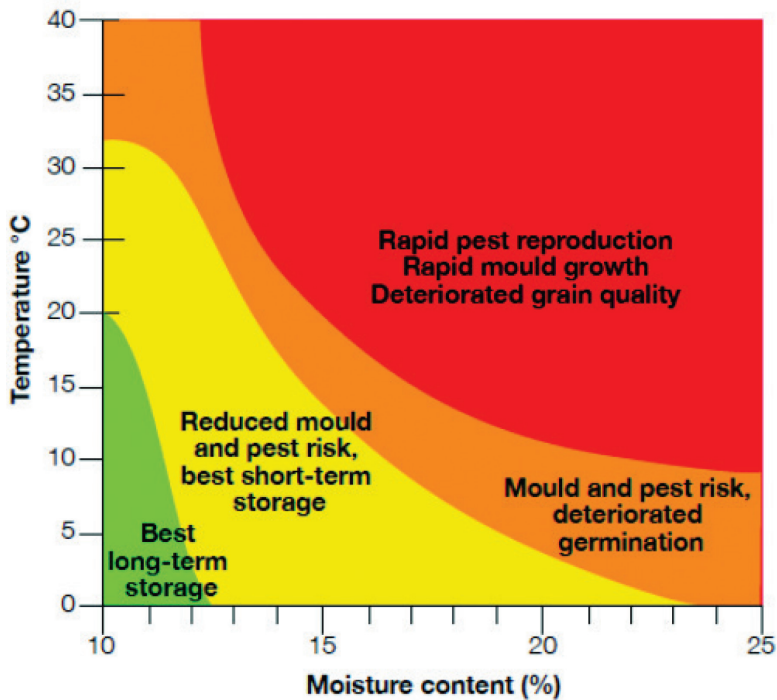 40
35
30
25
20
15
10
5
0
Temperature °C
Rapid pest reproduction
Rapid mould growth
Deteriorated grain quality
Reduced mould
and pest risk,
best short-term
storage
Mould and pest risk,
deteriorated
germination
Best
long-term
storage
10
15
20
25
Moisture content (%)